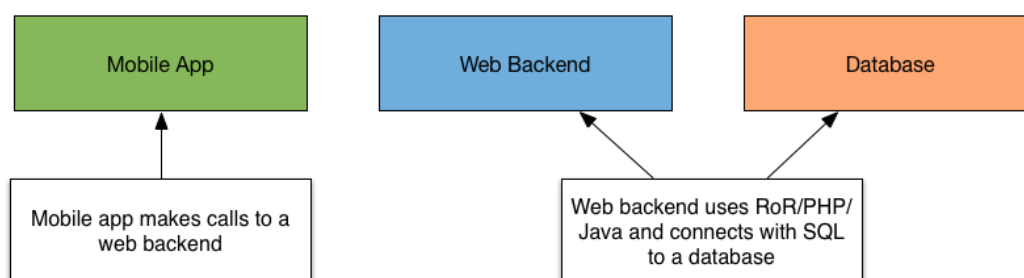 Mobile App
Web Backend
Database
Mobile app makes calls to a
web backend
Web backend uses RoR/PHP/
Java and connects with SQL
to a database